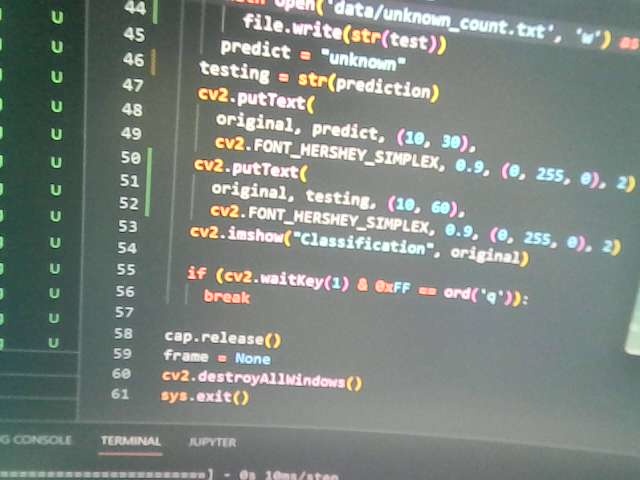 44 open('data/unknown_count.txt', 'w') as
45 file.write(str(test))
46 predict = "unknown"
47 testing = str(prediction)
48 cv2.putText(
49 original, predict, (10, 30),
50 cv2.FONT_HERSHEY_SIMPLEX, 0.9, (0, 255, 0), 2)
51 cv2.putText(
52 original, testing, (10, 60),
53 cv2.FONT_HERSHEY_SIMPLEX, 0.9, (0, 255, 0), 2)
54 cv2.imshow("Classification", original)
55
56 if (cv2.waitKey(1) & 0xFF == ord('q')):
57 break
58 cap.release()
59 frame = None
60 cv2.destroyAllWindows()
61 sys.exit()
U
U
U
U
U
U
U
U
U
U
U
U
G CONSOLE TERMINAL JUPYTER
] - 0s 10ms/step